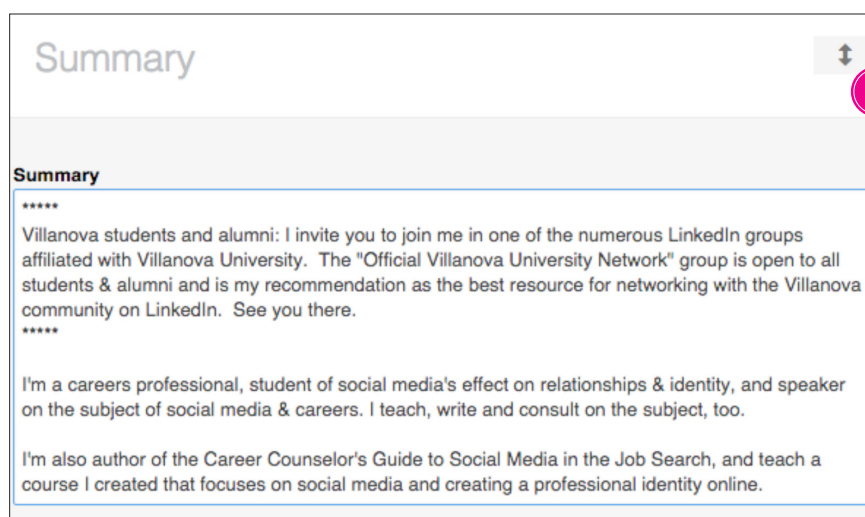 Summary
Summary
*****
Villanova students and alumni: I invite you to join me in one of the numerous LinkedIn groups
affiliated with Villanova University.  The "Official Villanova University Network" group is open to all
students & alumni and is my recommendation as the best resource for networking with the Villanova
community on LinkedIn.  See you there.
*****
I'm a careers professional, student of social media's effect on relationships & identity, and speaker
on the subject of social media & careers. I teach, write and consult on the subject, too.
I'm also author of the Career Counselor's Guide to Social Media in the Job Search, and teach a
course I created that focuses on social media and creating a professional identity online.